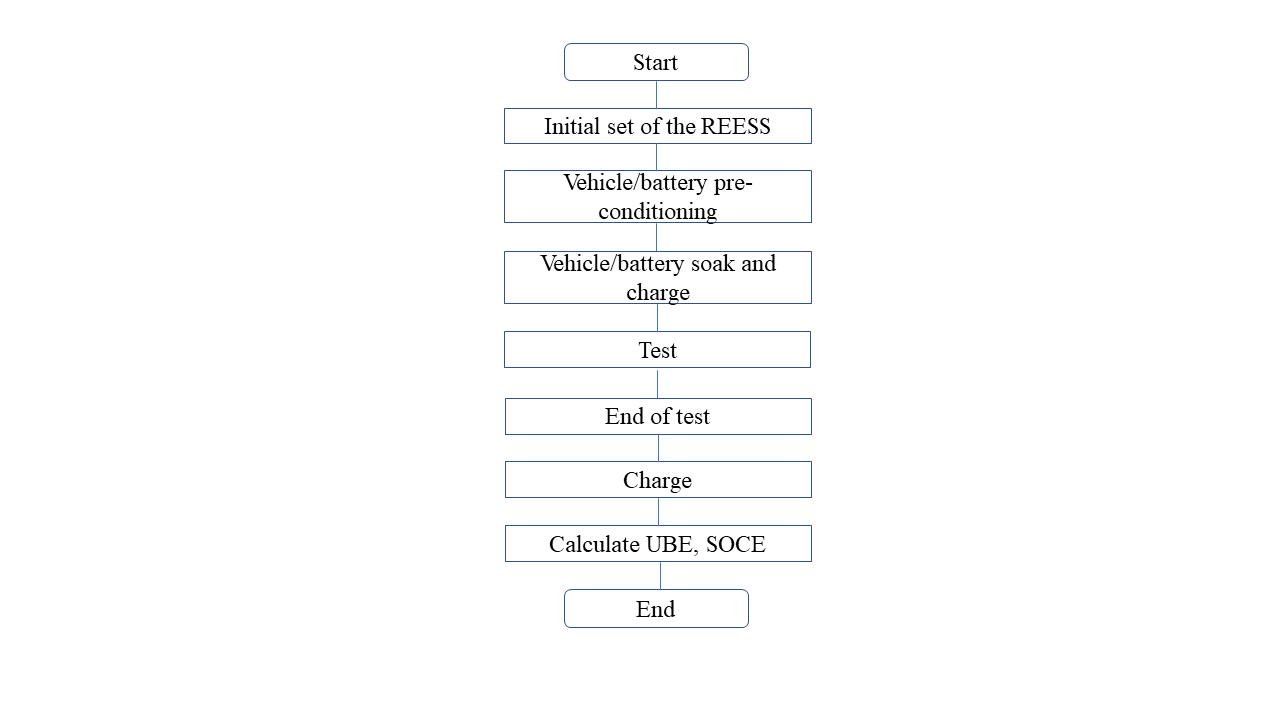 Start
Initial set of the REESS
Vehicle/battery pre-
conditioning
Vehicle/battery soak and
charge
Test
End of test
Charge
Calculate UBE, SOCE
End